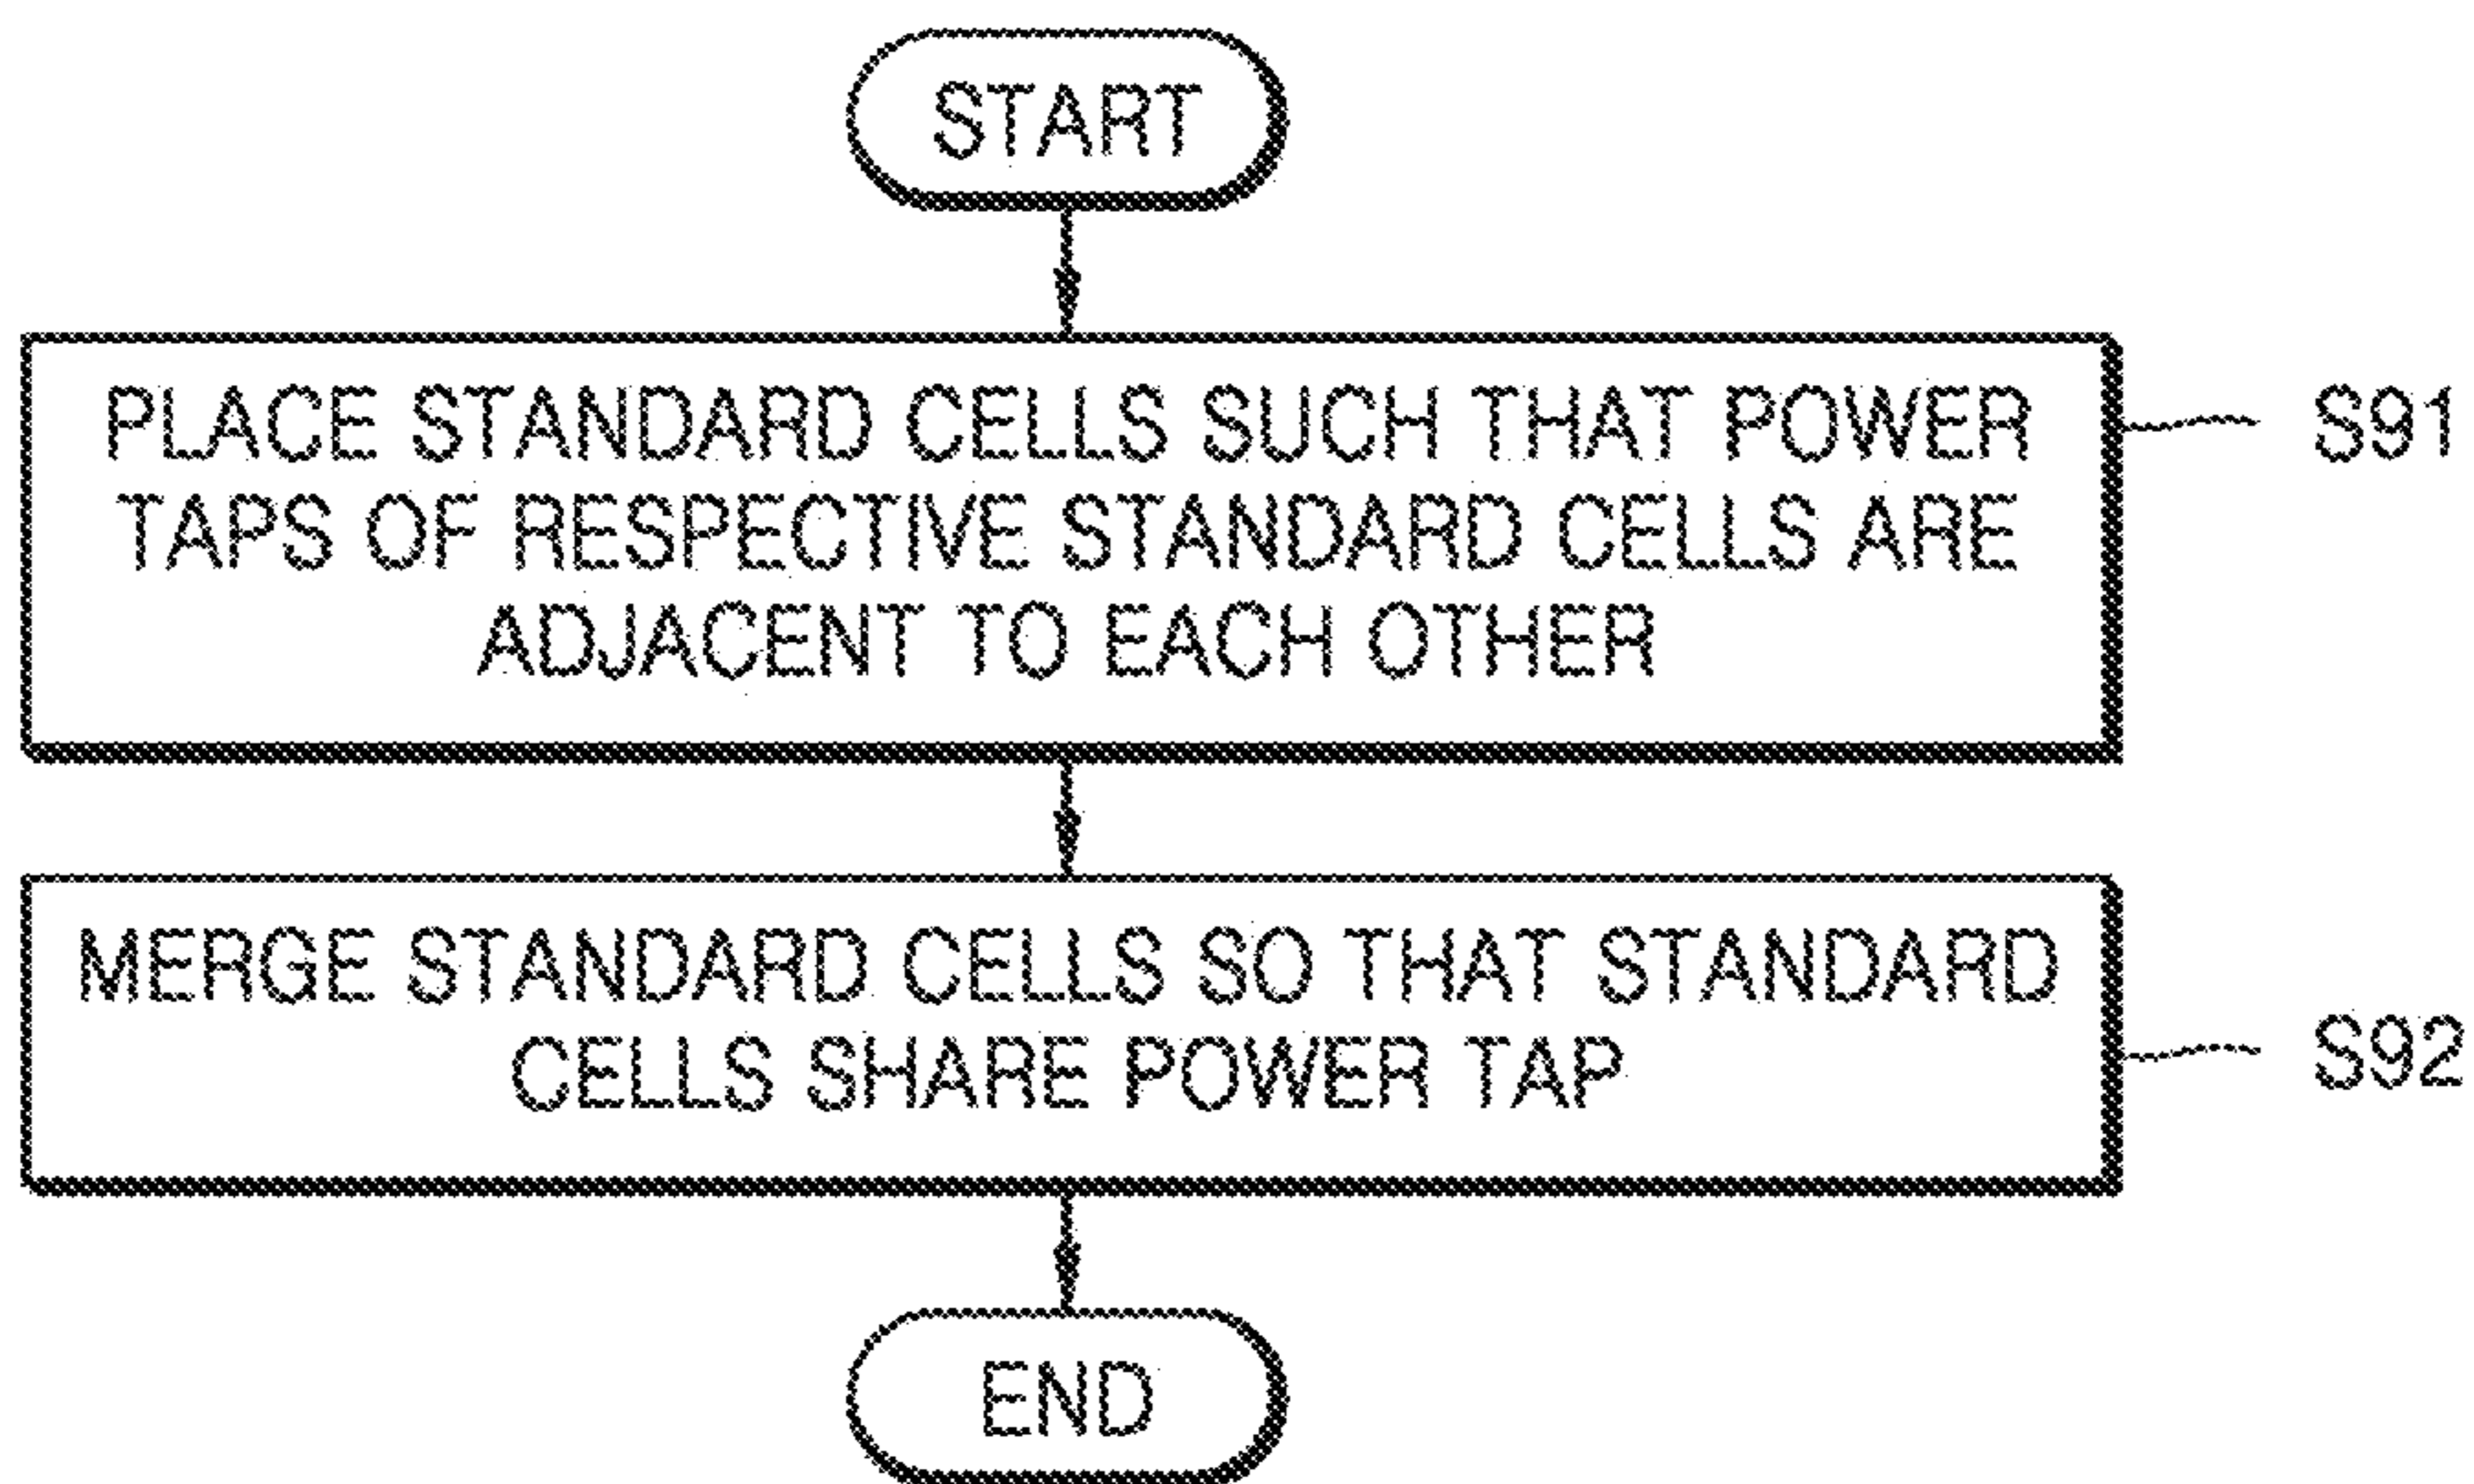 START
PLACE STANDARD CELLS SUCH THAT POWER
TAPS OF RESPECTIVE STANDARD CELLS ARE
ADJACENT TO EACH OTHER
S91
MERGE STANDARD CELLS SO THAT STANDARD
CELLS SHARE POWER TAP
S92
END